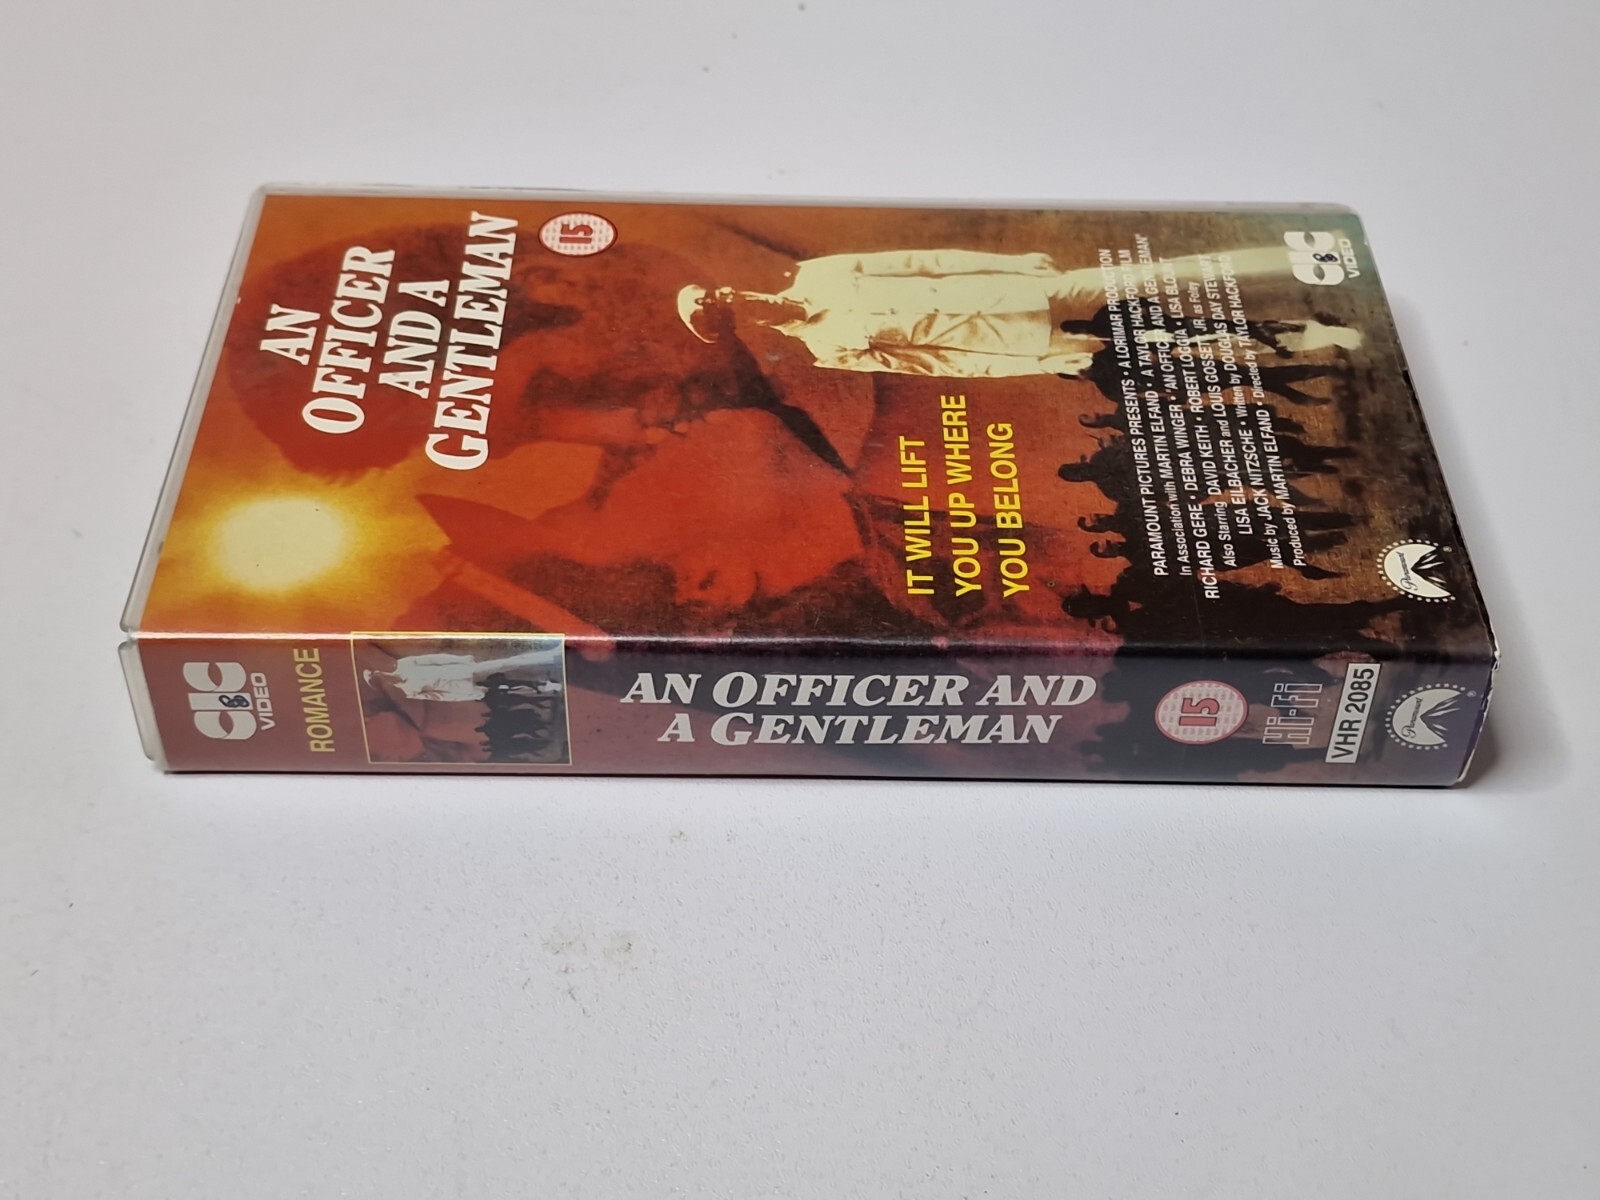 AN
OFFICER
AND A
GENTLEMAN
15
IT WILL LIFT
YOU UP WHERE
YOU BELONG
PARAMOUNT PICTURES PRESENTS • A LORIMAR PRODUCTION
In Association with MARTIN ELFAND • A TAYLOR HACKFORD FILM
RICHARD GERE • DEBRA WINGER • "AN OFFICER AND A GENTLEMAN"
Also Starring DAVID KEITH • ROBERT LOGGIA • LISA BLOUNT
LISA EILBACHER and LOUIS GOSSETT, JR. as Foley
Music by JACK NITZSCHE • Written by DOUGLAS DAY STEWART
Produced by MARTIN ELFAND • Directed by TAYLOR HACKFORD
Paramount
CIC
VIDEO
CIC
VIDEO
ROMANCE
AN OFFICER AND
A GENTLEMAN
15
Hi-Fi
VHR 2085
Paramount
®